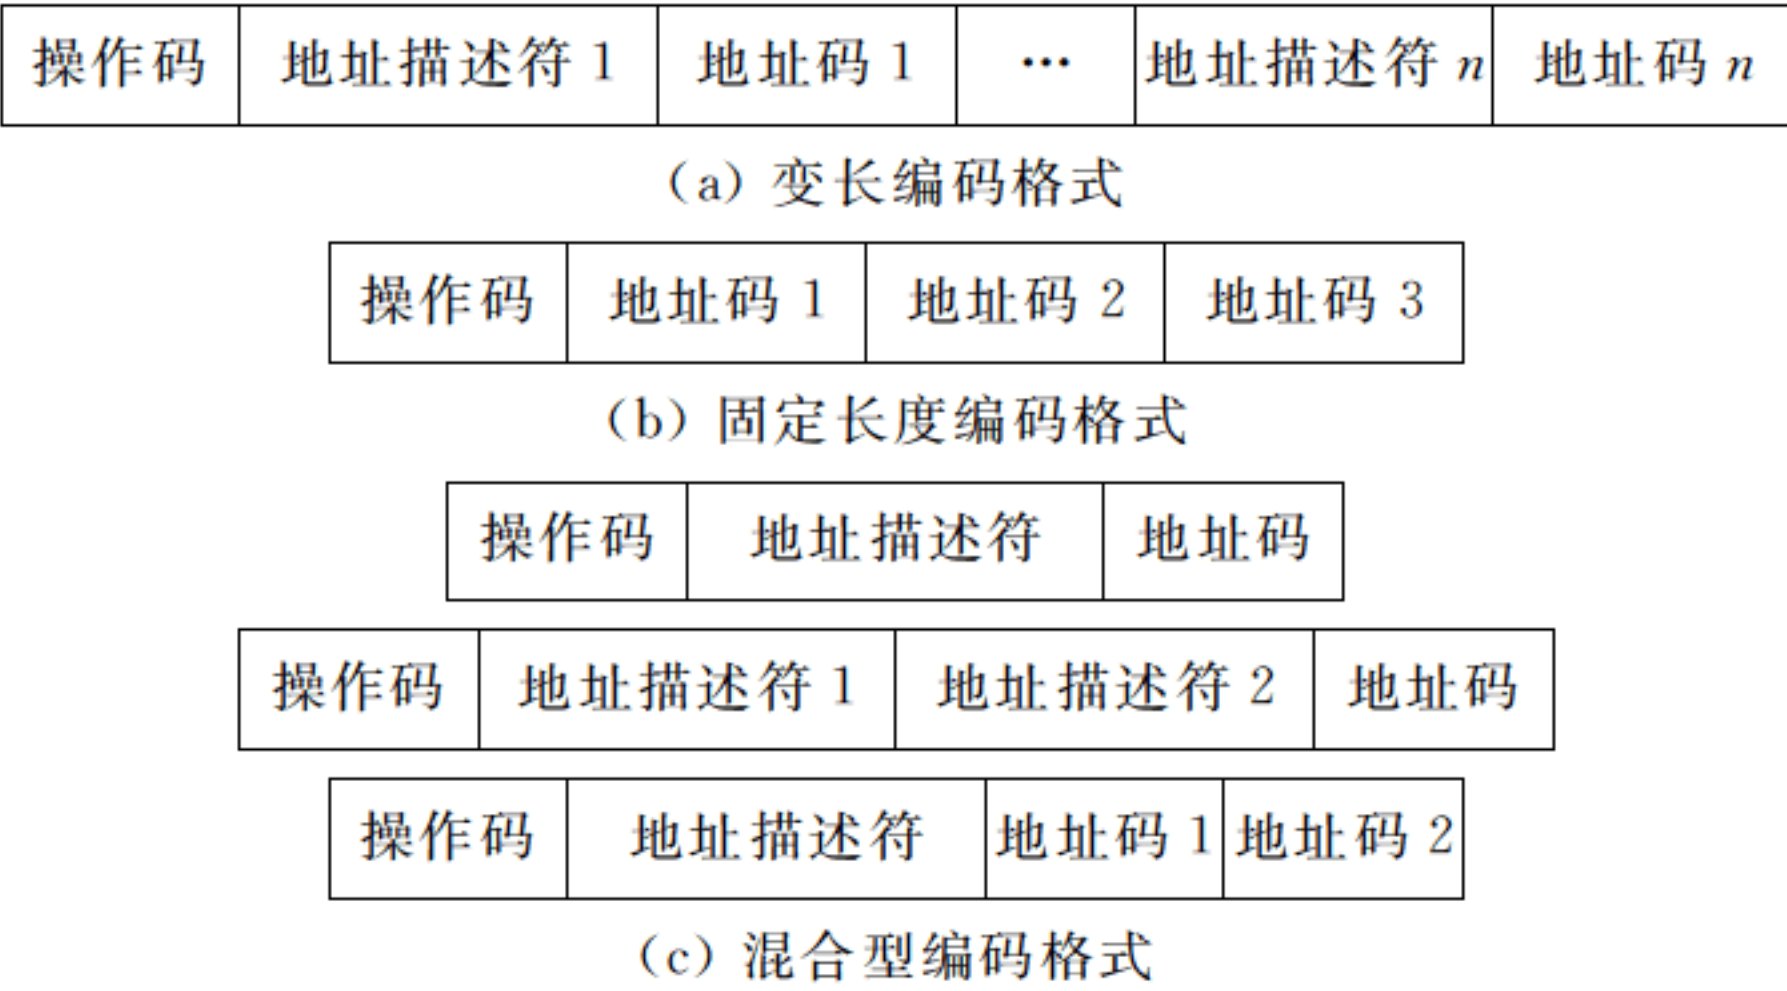 操作码 地址描述符 1 地址码 1 … 地址描述符 n 地址码 n
（a）变长编码格式
操作码 地址码 1 地址码 2 地址码 3
（b）固定长度编码格式
操作码 地址描述符 地址码
操作码 地址描述符 1 地址描述符 2 地址码
操作码 地址描述符 地址码 1 地址码 2
（c）混合型编码格式